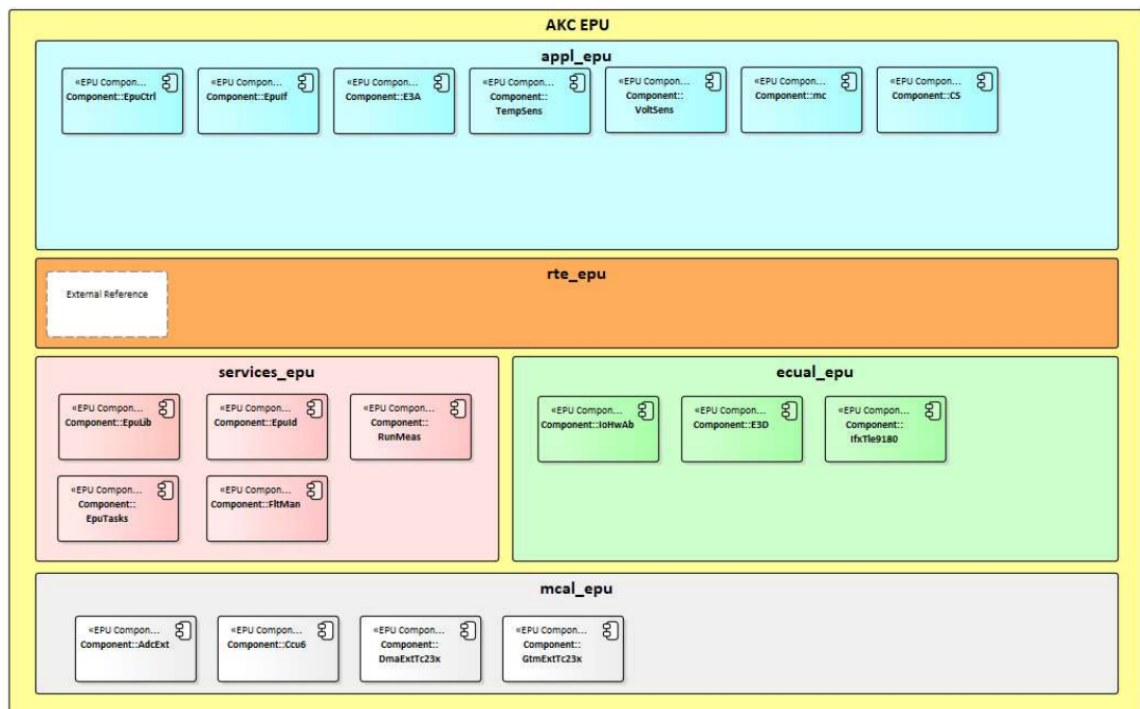 AKC EPU
appl_epu
«EPU Compon...
Component::EpuCtrl
«EPU Compon...
Component::EpuIf
«EPU Compon...
Component::E3A
«EPU Compon...
Component::
TempSens
«EPU Compon...
Component::
VoltSens
«EPU Compon...
Component::mc
«EPU Compon...
Component::CS
rte_epu
External Reference
services_epu
«EPU Compon...
Component::EpuLib
«EPU Compon...
Component::EpuId
«EPU Compon...
Component::
RunMeas
«EPU Compon...
Component::
EpuTasks
«EPU Compon...
Component::FltMan
ecual_epu
«EPU Compon...
Component::IoHwAb
«EPU Compon...
Component::E3D
«EPU Compon...
Component::
IfxTle9180
mcal_epu
«EPU Compon...
Component::AdcExt
«EPU Compon...
Component::Ccu6
«EPU Compon...
Component::
DmaExtTc23x
«EPU Compon...
Component::
GtmExtTc23x